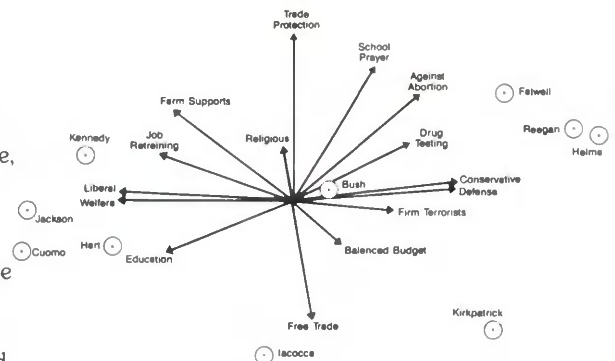 Trade
Protection
School
Prayer
Against
Abortion
Falwell
Farm Supports
Reagan
Helms
Kennedy
Job
Retraining
Religious
Drug
Testing
e,
Liberal
Welfare
Bush
Conservative
Defense
Firm Terrorists
Jackson
Cuomo
Hart
Education
Balanced Budget
e
Free Trade
Kirkpatrick
Iacocca